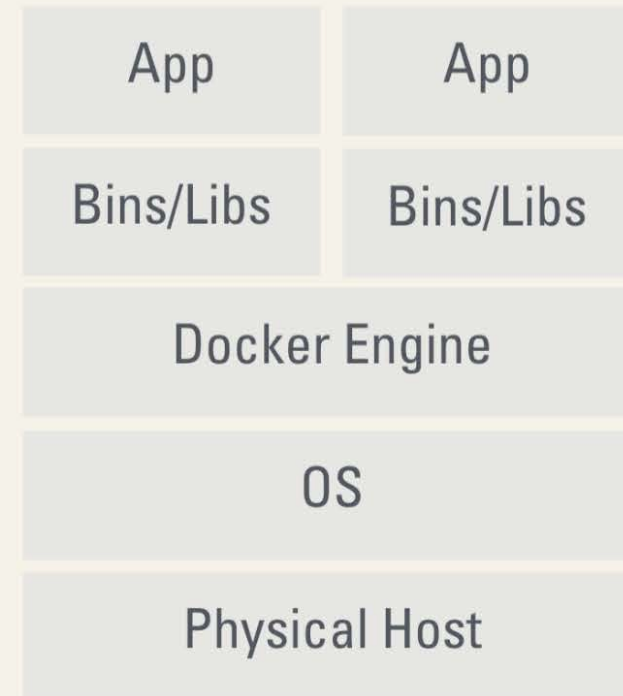 App App
Bins/Libs Bins/Libs
Docker Engine
OS
Physical Host